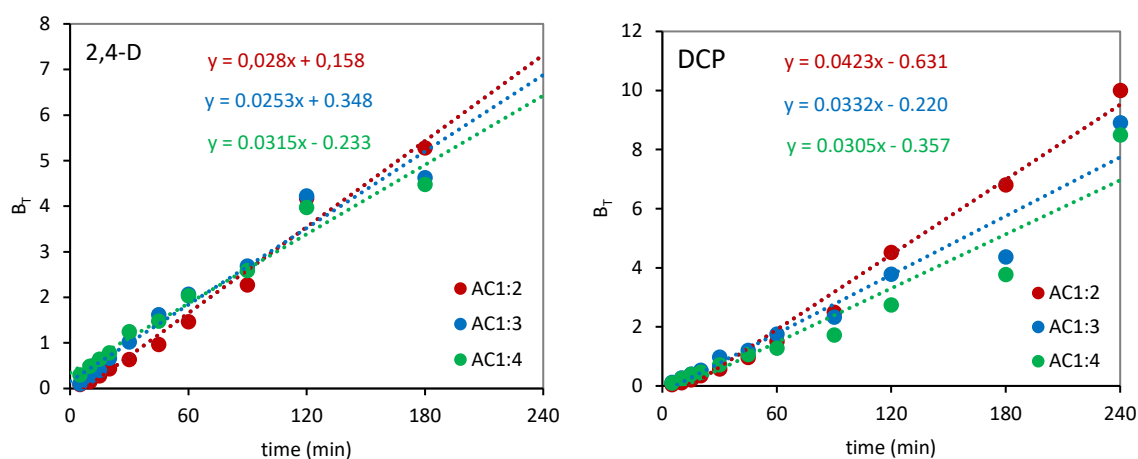 2,4-D
y = 0,028x + 0,158
y = 0.0253x + 0.348
y = 0.0315x - 0.233
8
7
6
5
4
3
2
1
0
B_T
AC1:2
AC1:3
AC1:4
0 60 120 180 240
time (min)
DCP
y = 0.0423x - 0.631
y = 0.0332x - 0.220
y = 0.0305x - 0.357
12
10
8
6
4
2
0
B_T
AC1:2
AC1:3
AC1:4
0 60 120 180 240
time (min)